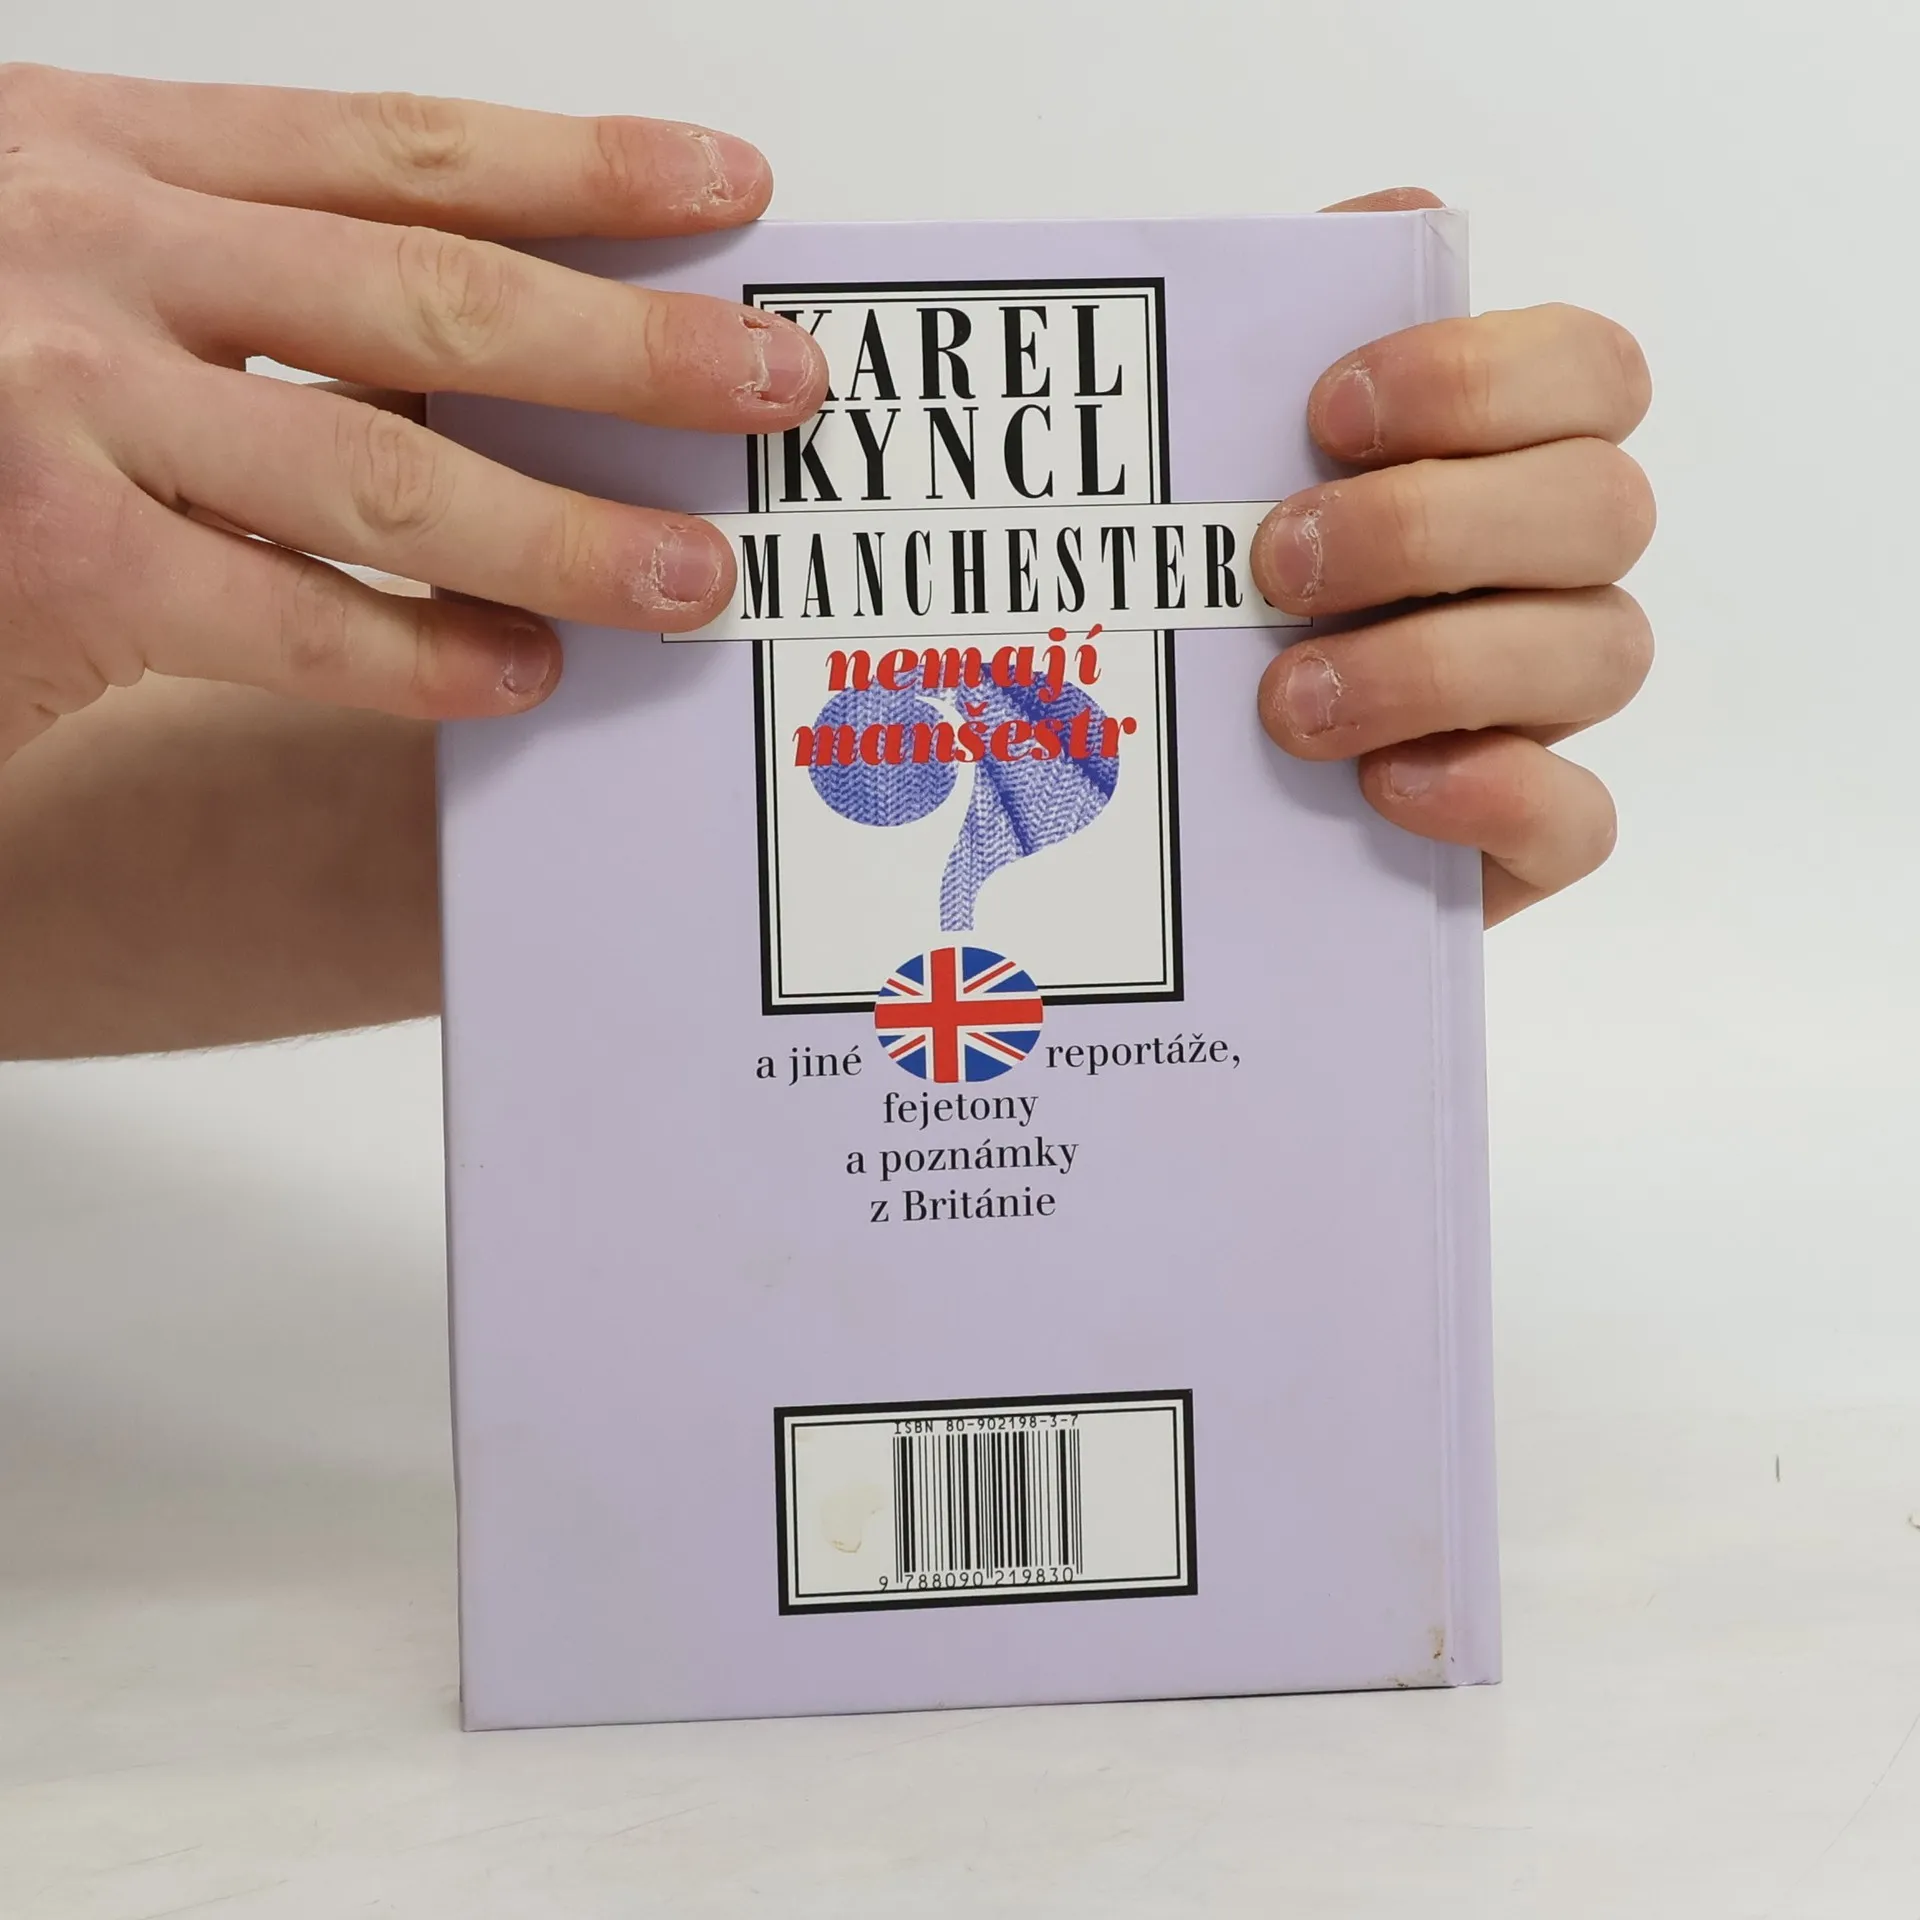 KAREL
KYNCL
MANCHESTER
nemají
manšestr
a jiné reportáže,
fejetony
a poznámky
z Británie
ISBN 80-902198-3-7
9 788090 219830